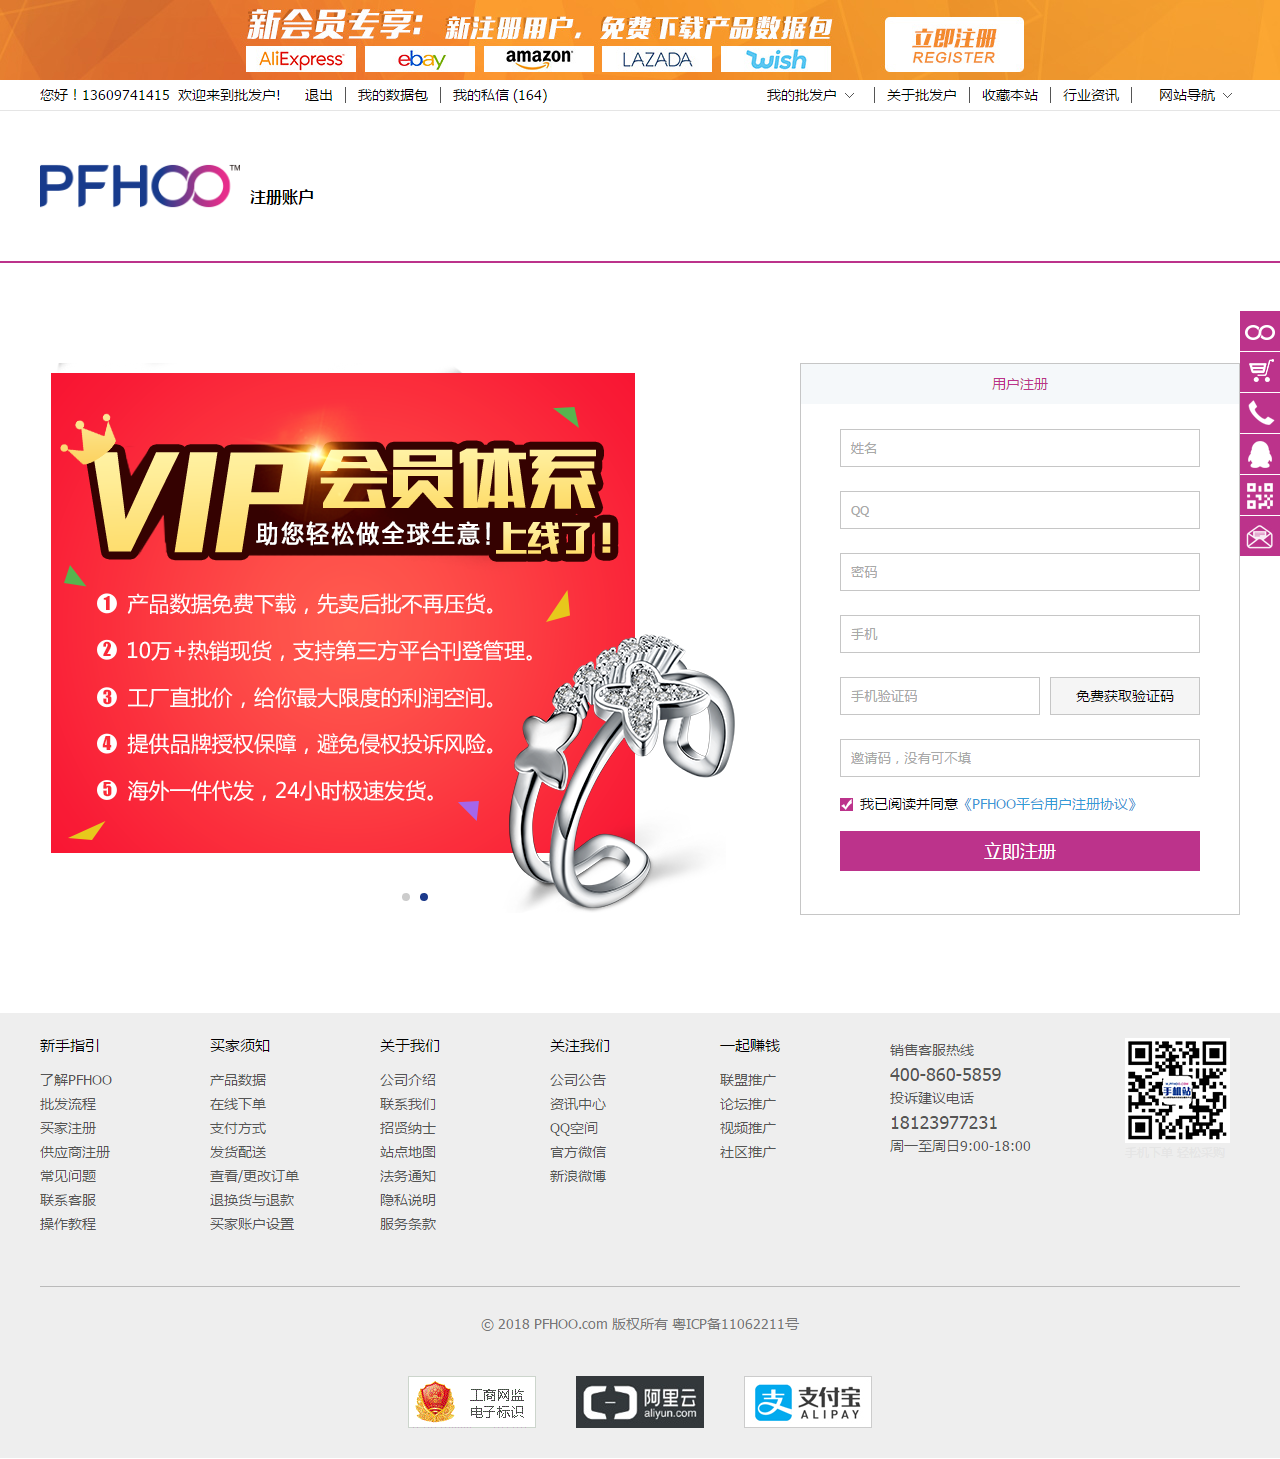 新会员专享: 新注册用户，免费下载产品数据包
AliExpress ebay amazon LAZADA wish
立即注册
REGISTER
您好！13609741415 欢迎来到批发户! 退出 我的数据包 我的私信 (164) 我的批发户 关于批发户 收藏本站 行业资讯 网站导航
PFHOO™ 注册账户
用户注册
VIP会员体系
助您轻松做全球生意! 上线了!
❶ 产品数据免费下载，先卖后批不再压货。
❷ 10万+热销现货，支持第三方平台刊登管理。
❸ 工厂直批价，给你最大限度的利润空间。
❹ 提供品牌授权保障，避免侵权投诉风险。
❺ 海外一件代发，24小时极速发货。
姓名
QQ
密码
手机
手机验证码 免费获取验证码
邀请码，没有可不填
我已阅读并同意《PFHOO平台用户注册协议》
立即注册
新手指引
了解PFHOO
批发流程
买家注册
供应商注册
常见问题
联系客服
操作教程
买家须知
产品数据
在线下单
支付方式
发货配送
查看/更改订单
退换货与退款
买家账户设置
关于我们
公司介绍
联系我们
招贤纳士
站点地图
法务通知
隐私说明
服务条款
关注我们
公司公告
资讯中心
QQ空间
官方微信
新浪微博
一起赚钱
联盟推广
论坛推广
视频推广
社区推广
销售客服热线
400-860-5859
投诉建议电话
18123977231
周一至周日9:00-18:00
手机站
© 2018 PFHOO.com 版权所有 粤ICP备11062211号
工商网监
电子标识
阿里云
aliyun.com
支付宝
ALIPAY